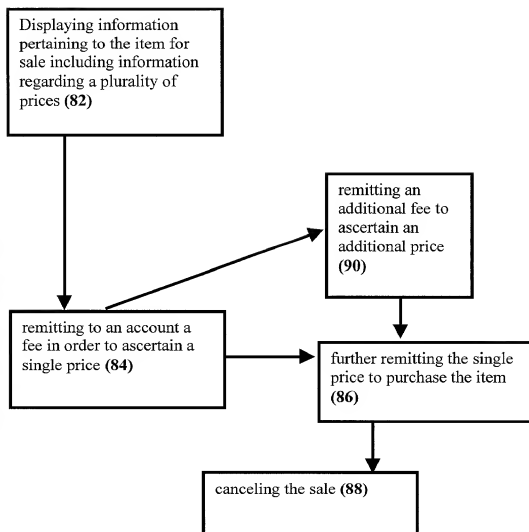 Displaying information
pertaining to the item for
sale including information
regarding a plurality of
prices (82)
remitting an
additional fee to
ascertain an
additional price
(90)
remitting to an account a
fee in order to ascertain a
single price (84)
further remitting the single
price to purchase the item
(86)
canceling the sale (88)